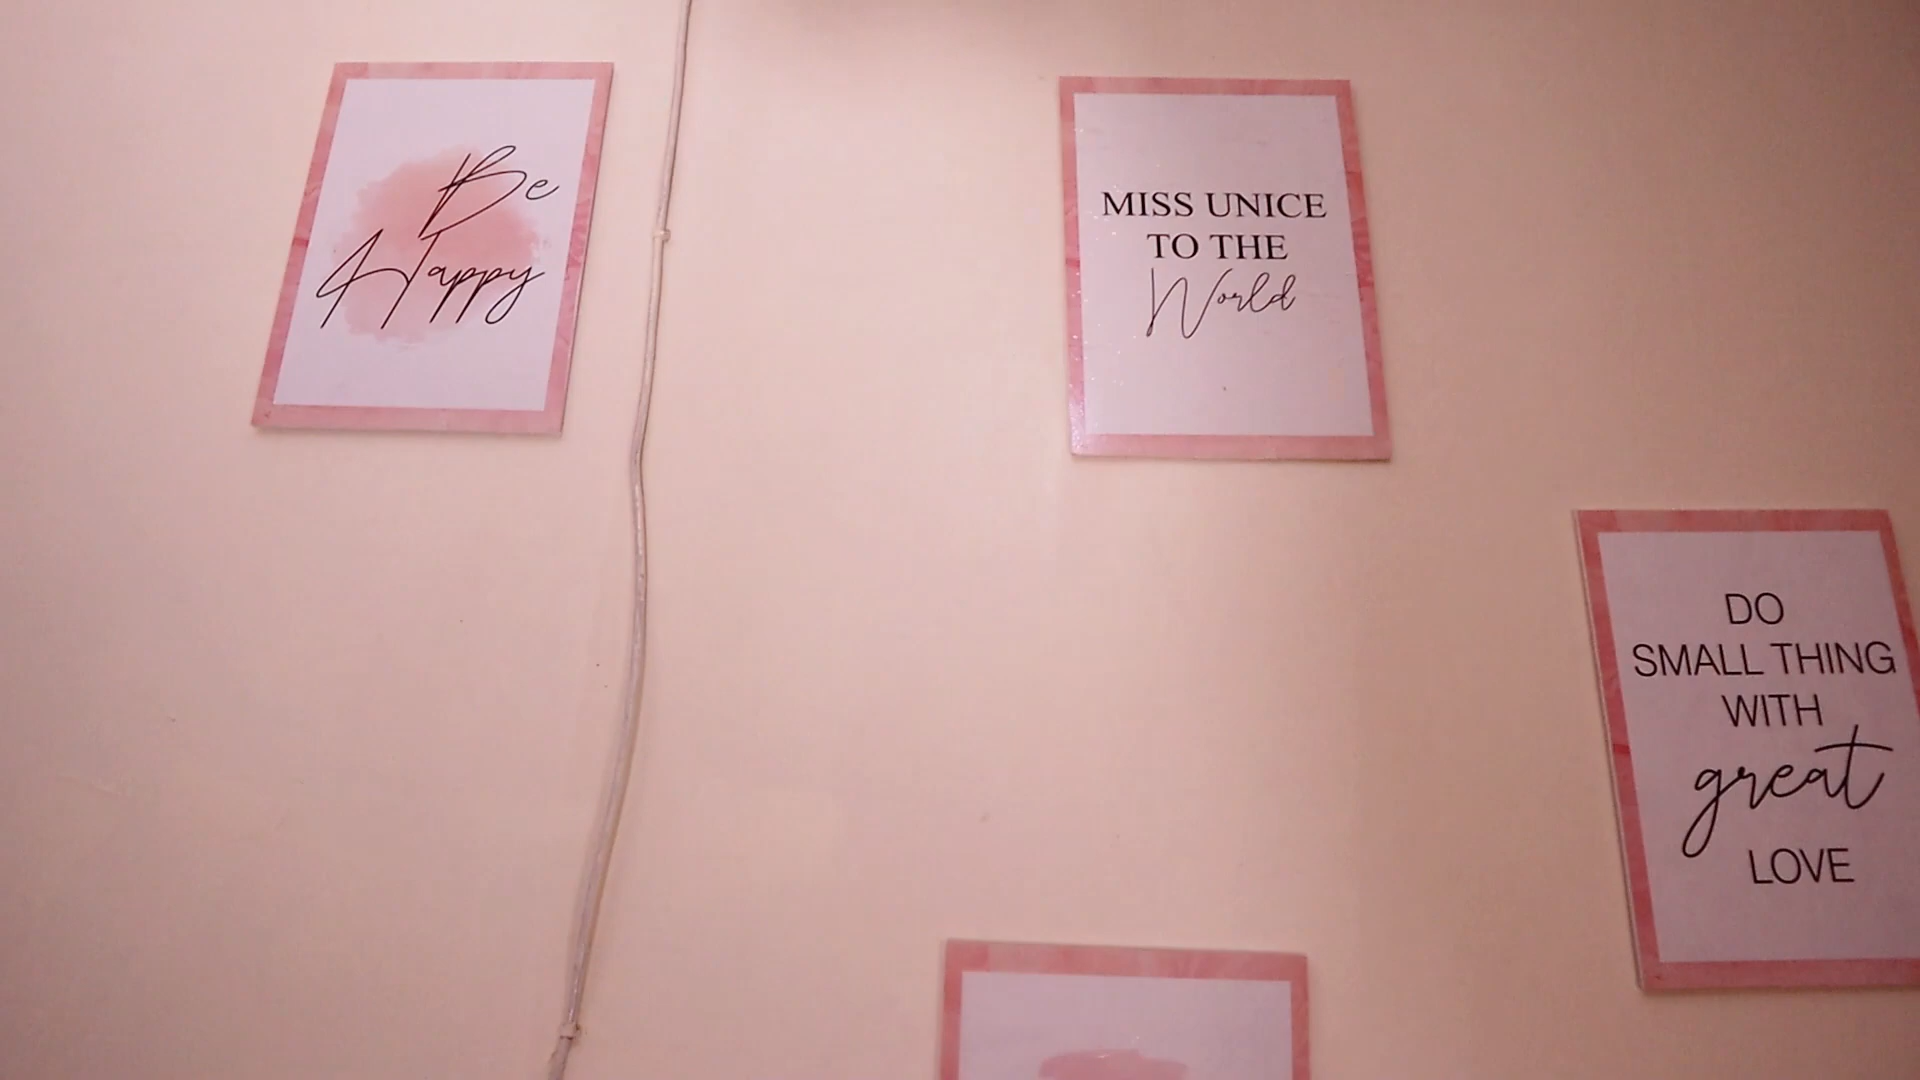 Be
Happy
MISS UNICE
TO THE
World
DO
SMALL THING
WITH
great
LOVE